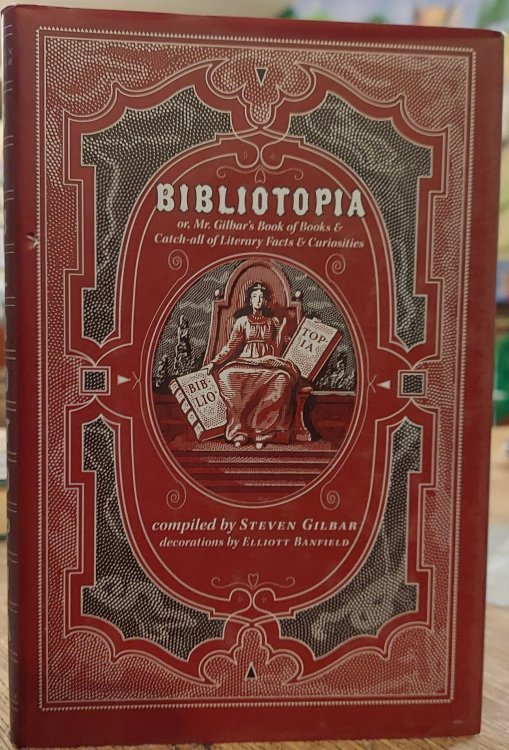 BIBLIOTOPIA
or, Mr. Gilbar's Book of Books &
Catch-all of Literary Facts & Curiosities
BIB-
LIO
TOP-
IA
compiled by STEVEN GILBAR
decorations by ELLIOTT BANFIELD